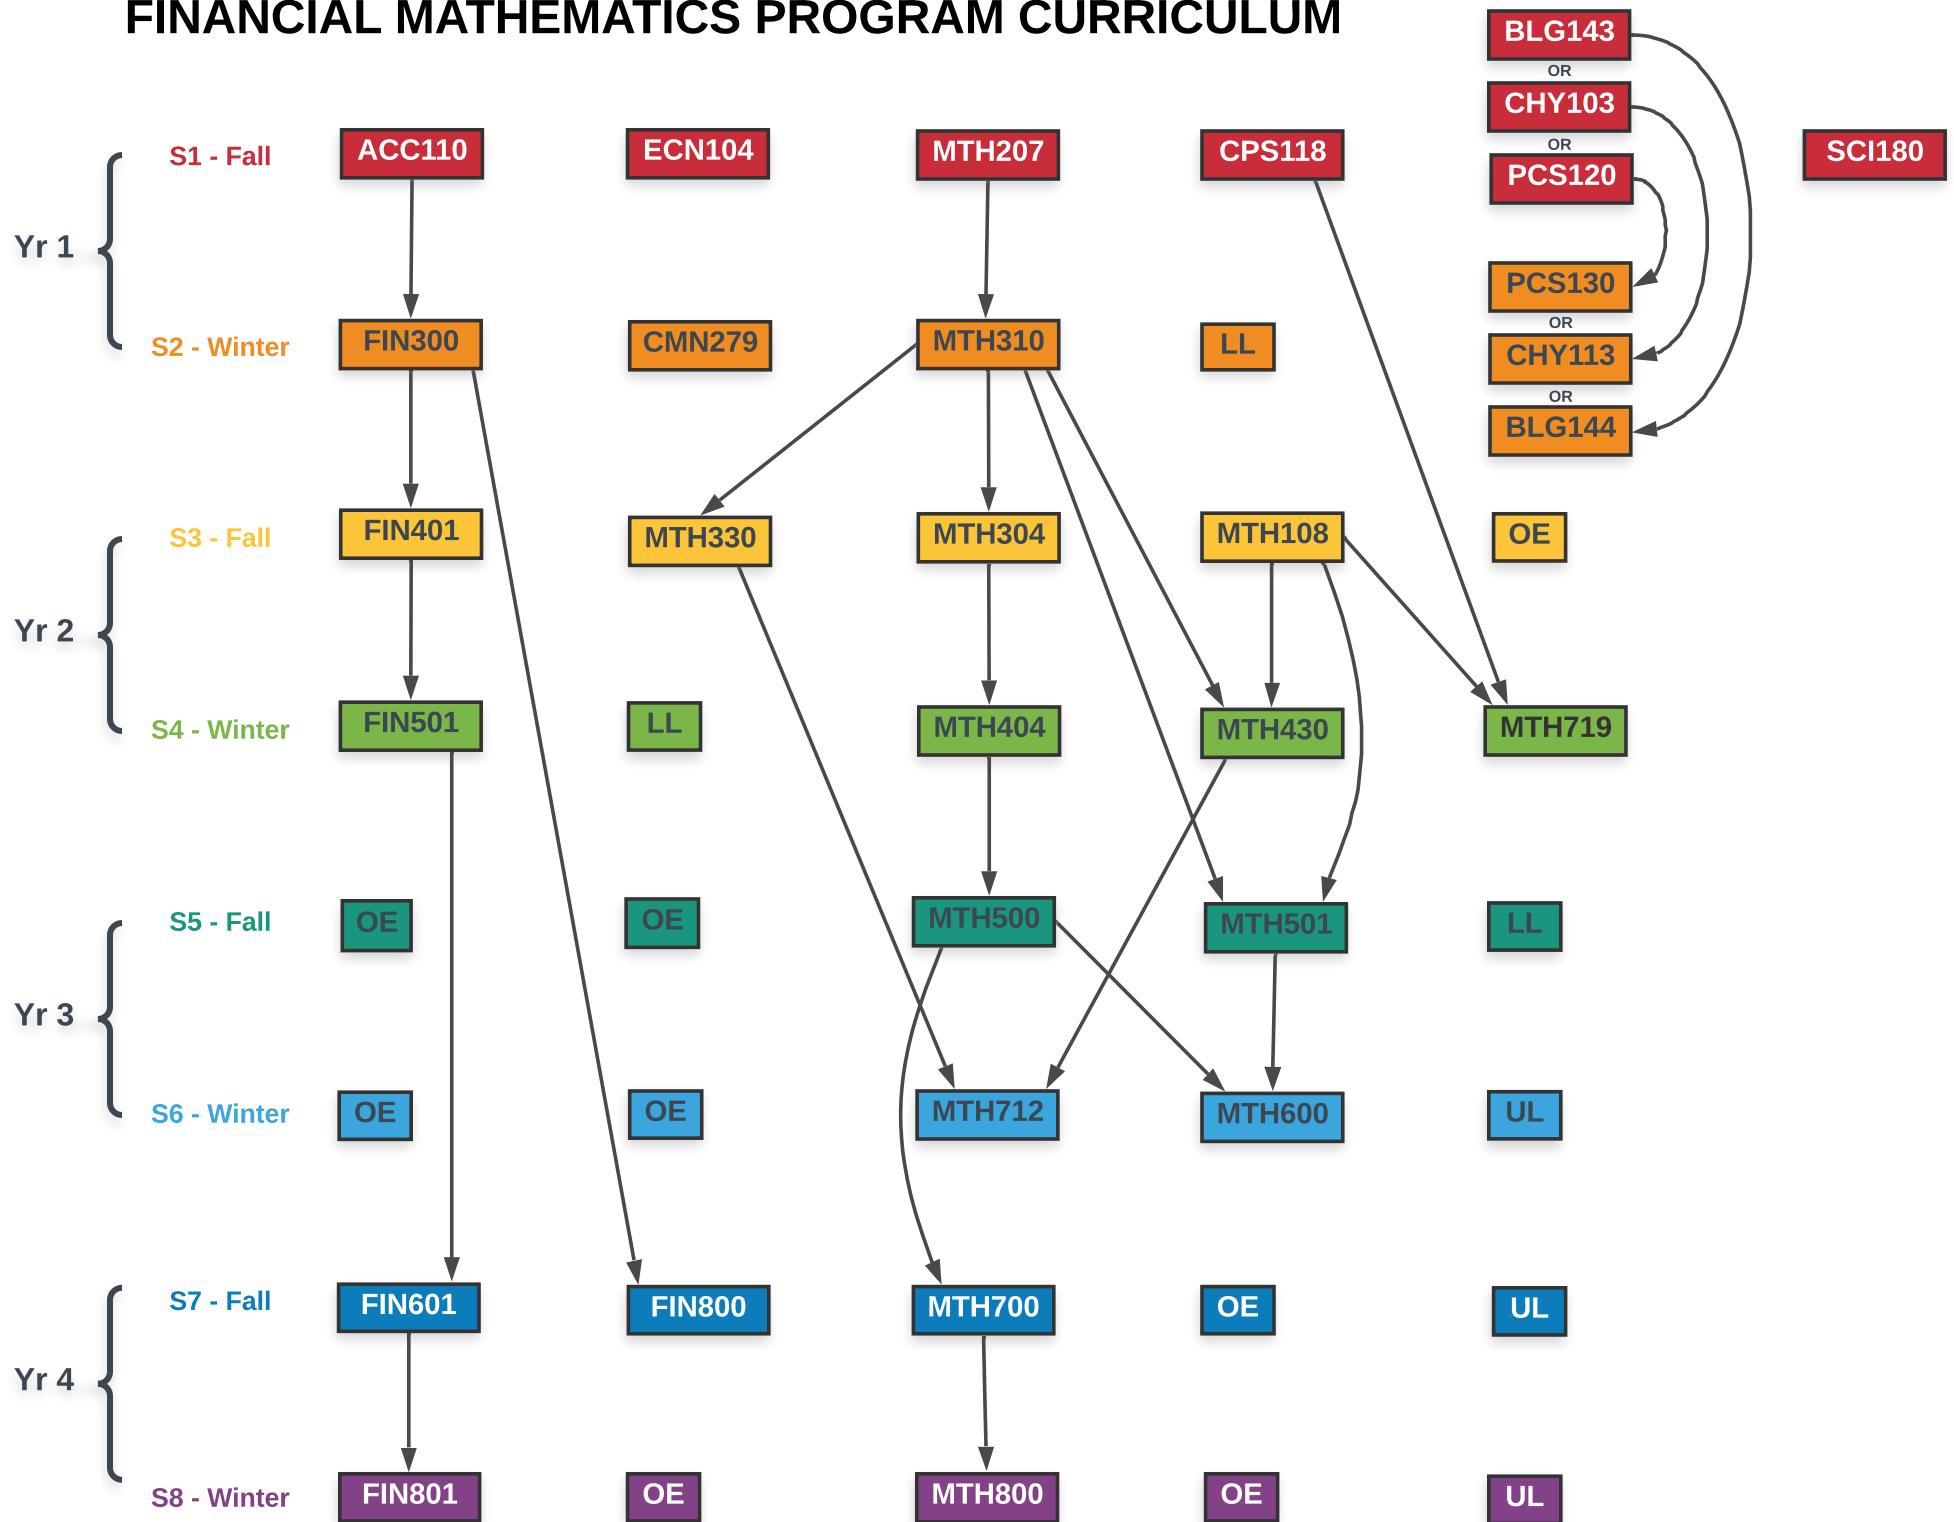 FINANCIAL MATHEMATICS PROGRAM CURRICULUM
BLG143
OR
CHY103
OR
PCS120
Yr 1
S1 - Fall
ACC110
ECN104
MTH207
CPS118
SCI180
PCS130
OR
CHY113
OR
BLG144
S2 - Winter
FIN300
CMN279
MTH310
LL
Yr 2
S3 - Fall
FIN401
MTH330
MTH304
MTH108
OE
S4 - Winter
FIN501
LL
MTH404
MTH430
MTH719
Yr 3
S5 - Fall
OE
OE
MTH500
MTH501
LL
S6 - Winter
OE
OE
MTH712
MTH600
UL
Yr 4
S7 - Fall
FIN601
FIN800
MTH700
OE
UL
S8 - Winter
FIN801
OE
MTH800
OE
UL